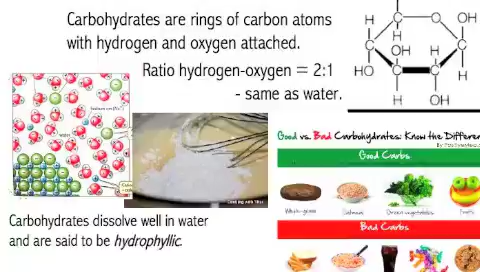 Carbohydrates are rings of carbon atoms
with hydrogen and oxygen attached.
Ratio hydrogen-oxygen = 2:1
- same as water.
H
O
OH
H
H
C
OH
H
C
HO
C
C
H
H
OH
water
Carbohydrates dissolve well in water
and are said to be hydrophyllic.
Good vs. Bad Carbohydrates: Know the Differen
Good Carbs
Whole-grain
Oatmeal
Green vegetables
Fruits
Bad Carbs